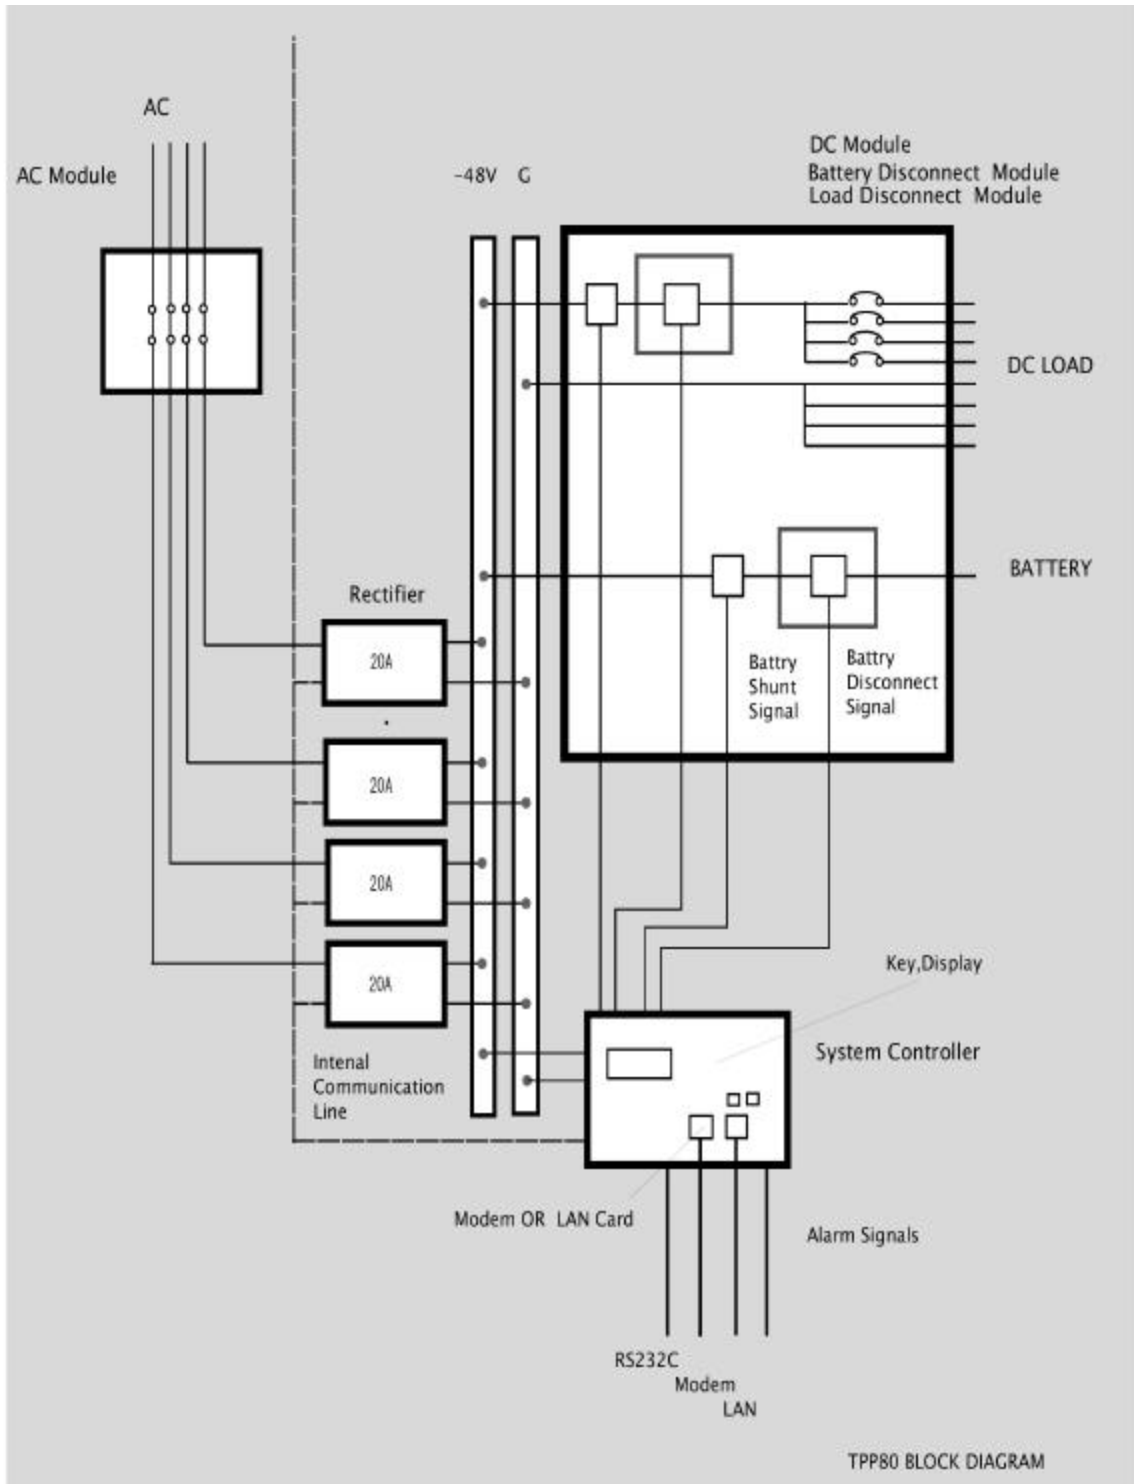 AC
AC Module
-48V G
DC Module
Battery Disconnect Module
Load Disconnect Module
DC LOAD
BATTERY
Rectifier
20A
Battry
Shunt
Signal
Battry
Disconnect
Signal
20A
20A
20A
Key,Display
System Controller
Intenal
Communication
Line
Modem OR LAN Card
Alarm Signals
RS232C
Modem
LAN
TPP80 BLOCK DIAGRAM